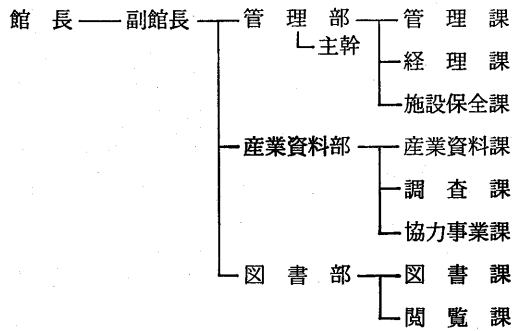 館長 副館長 管理部 管理課
主幹
経理課
施設保全課
産業資料部 産業資料課
調査課
協力事業課
図書部 図書課
閲覧課